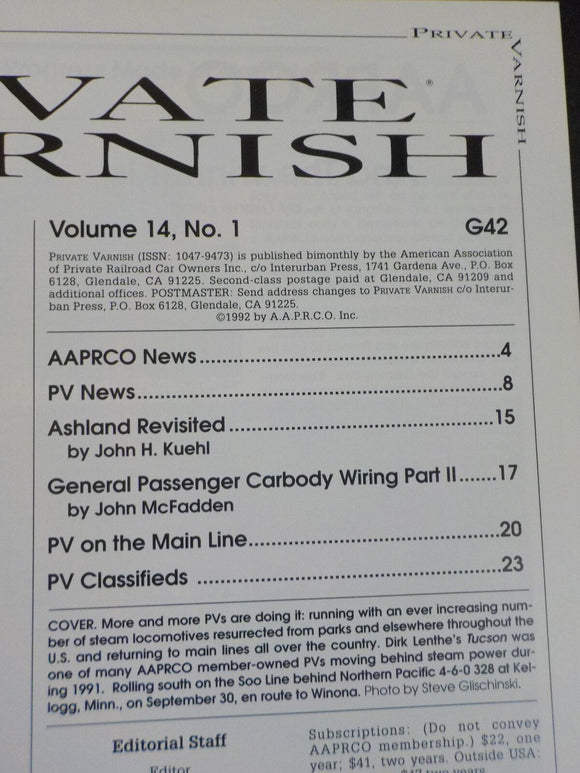 PRIVATE
VARNISH
VATE®
RNISH
Volume 14, No. 1 G42
PRIVATE VARNISH (ISSN: 1047-9473) is published bimonthly by the American Association
of Private Railroad Car Owners Inc., c/o Interurban Press, 1741 Gardena Ave., P.O. Box
6128, Glendale, CA 91225. Second-class postage paid at Glendale, CA 91209 and
additional offices. POSTMASTER: Send address changes to PRIVATE VARNISH c/o Interur-
ban Press, P.O. Box 6128, Glendale, CA 91225.
©1992 by A.A.P.R.C.O. Inc.
AAPRCO News..................................................4
PV News...........................................................8
Ashland Revisited..........................................15
by John H. Kuehl
General Passenger Carbody Wiring Part II.......17
by John McFadden
PV on the Main Line........................................20
PV Classifieds ................................................23
COVER. More and more PVs are doing it: running with an ever increasing num-
ber of steam locomotives resurrected from parks and elsewhere throughout the
U.S. and returning to main lines all over the country. Dirk Lenthe's Tucson was
one of many AAPRCO member-owned PVs moving behind steam power dur-
ing 1991. Rolling south on the Soo Line behind Northern Pacific 4-6-0 328 at Kel-
logg, Minn., on September 30, en route to Winona. Photo by Steve Glischinski.
Editorial Staff
Editor
Subscriptions: (Do not convey
AAPRCO membership.) $22, one
year; $41, two years. Outside USA:
two years